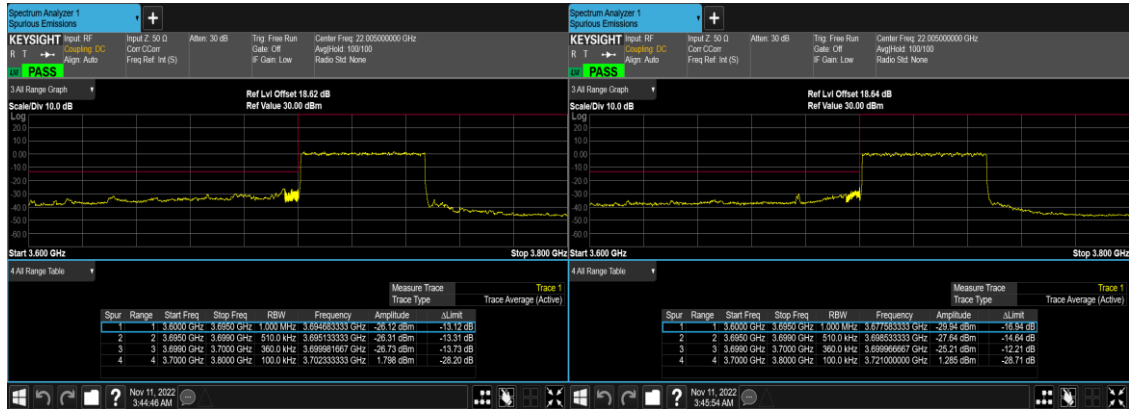 Spectrum Analyzer 1
Spurious Emissions
+
KEYSIGHT Input: RF Input Z: 50 Ω Atten: 30 dB Trig: Free Run Center Freq: 22.005000000 GHz
R T Coupling: DC Corr CCorr Gate: Off Avg|Hold: 100/100
Align: Auto Freq Ref: Int (S) IF Gain: Low Radio Std: None
PASS
3 All Range Graph
Ref Lvl Offset 18.62 dB
Scale/Div 10.0 dB Ref Value 30.00 dBm
Log
20.0
10.0
0.00
-10.0
-20.0
-30.0
-40.0
-50.0
-60.0
Start 3.600 GHz Stop 3.800 GHz
4 All Range Table
Measure Trace Trace 1
Trace Type Trace Average (Active)
Spur Range Start Freq Stop Freq RBW Frequency Amplitude ΔLimit
1 1 3.6000 GHz 3.6950 GHz 1.000 MHz 3.694683333 GHz -26.12 dBm -13.12 dB
2 2 3.6950 GHz 3.6990 GHz 510.0 kHz 3.695133333 GHz -26.31 dBm -13.31 dB
3 3 3.6990 GHz 3.7000 GHz 360.0 kHz 3.699981667 GHz -26.73 dBm -13.73 dB
4 4 3.7000 GHz 3.8000 GHz 100.0 kHz 3.702333333 GHz 1.798 dBm -28.20 dB
? Nov 11, 2022
3:44:46 AM
Spectrum Analyzer 1
Spurious Emissions
+
KEYSIGHT Input: RF Input Z: 50 Ω Atten: 30 dB Trig: Free Run Center Freq: 22.005000000 GHz
R T Coupling: DC Corr CCorr Gate: Off Avg|Hold: 100/100
Align: Auto Freq Ref: Int (S) IF Gain: Low Radio Std: None
PASS
3 All Range Graph
Ref Lvl Offset 18.64 dB
Scale/Div 10.0 dB Ref Value 30.00 dBm
Log
20.0
10.0
0.00
-10.0
-20.0
-30.0
-40.0
-50.0
-60.0
Start 3.600 GHz Stop 3.800 GHz
4 All Range Table
Measure Trace Trace 1
Trace Type Trace Average (Active)
Spur Range Start Freq Stop Freq RBW Frequency Amplitude ΔLimit
1 1 3.6000 GHz 3.6950 GHz 1.000 MHz 3.677583333 GHz -29.94 dBm -16.94 dB
2 2 3.6950 GHz 3.6990 GHz 510.0 kHz 3.698533333 GHz -27.64 dBm -14.64 dB
3 3 3.6990 GHz 3.7000 GHz 360.0 kHz 3.699966667 GHz -25.21 dBm -12.21 dB
4 4 3.7000 GHz 3.8000 GHz 100.0 kHz 3.721000000 GHz 1.285 dBm -28.71 dB
? Nov 11, 2022
3:45:54 AM